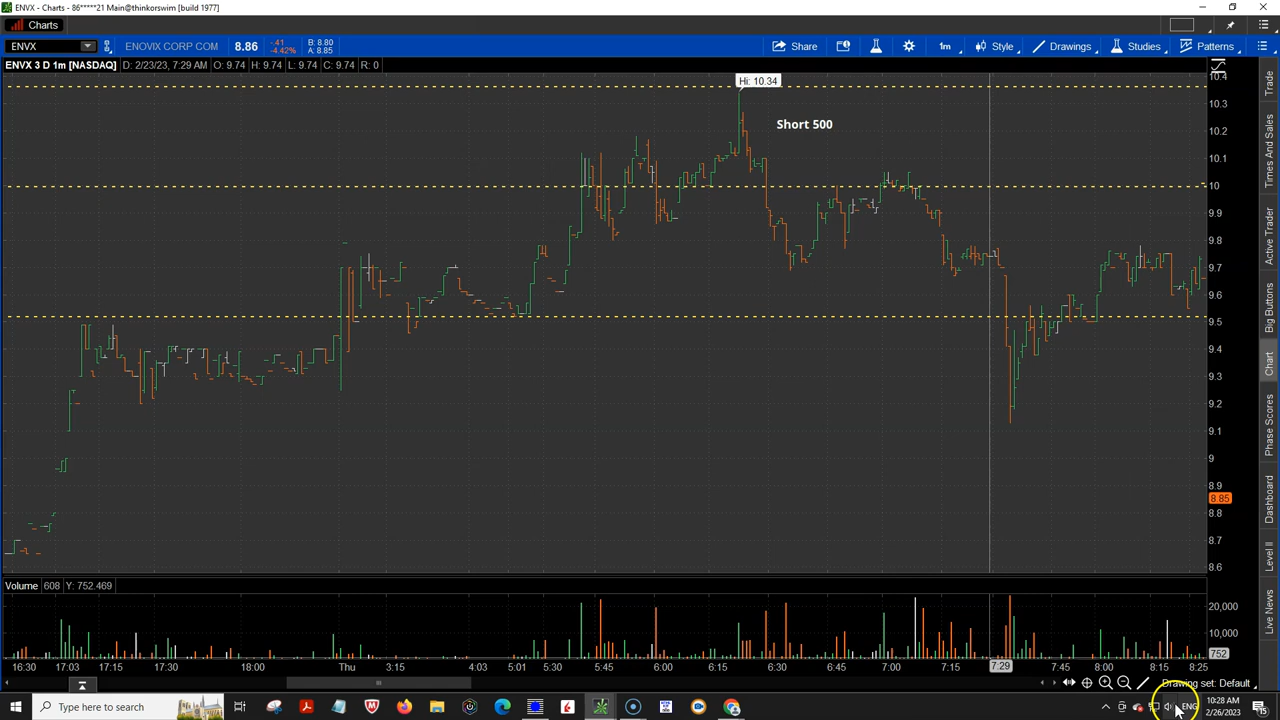 ENVX - Charts - 86*****21 Main@thinkorswim [build 1977]
Charts
ENVX ENOVIX CORP COM 8.86 -.41 -4.42% B: 8.80 A: 8.85 Share 1m Style Drawings Studies Patterns
ENVX 3 D 1m [NASDAQ] D: 2/23/23, 7:29 AM O: 9.74 H: 9.74 L: 9.74 C: 9.74 R: 0
Hi: 10.34
Short 500
10.4
10.3
10.2
10.1
10
9.9
9.8
9.7
9.6
9.5
9.4
9.3
9.2
9.1
9
8.9
8.85
8.8
8.7
8.6
Trade
Times And Sales
Active Trader
Big Buttons
Chart
Phase Scores
Dashboard
Level II
Live News
Volume 608 Y: 752.469
20,000
10,000
752
16:30 17:03 17:15 17:30 18:00 Thu 3:15 4:03 5:01 5:30 5:45 6:00 6:15 6:30 6:45 7:00 7:15 7:29 7:45 8:00 8:15 8:25
Drawing set: Default
Type here to search
ENG
10:28 AM
2/26/2023
15